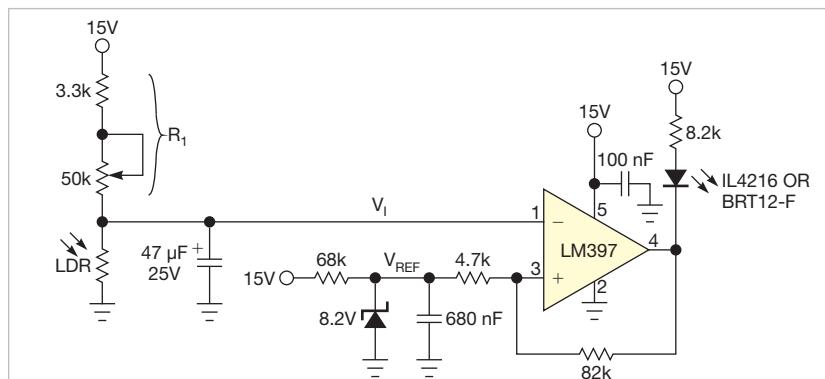 15V
3.3k
R1
50k
LDR
47 µF +
25V
VI
15V
68k
VREF
4.7k
8.2V
680 nF
15V
100 nF
15V
8.2k
IL4216 OR
BRT12-F
1
−
5
LM397
4
3
+
2
82k